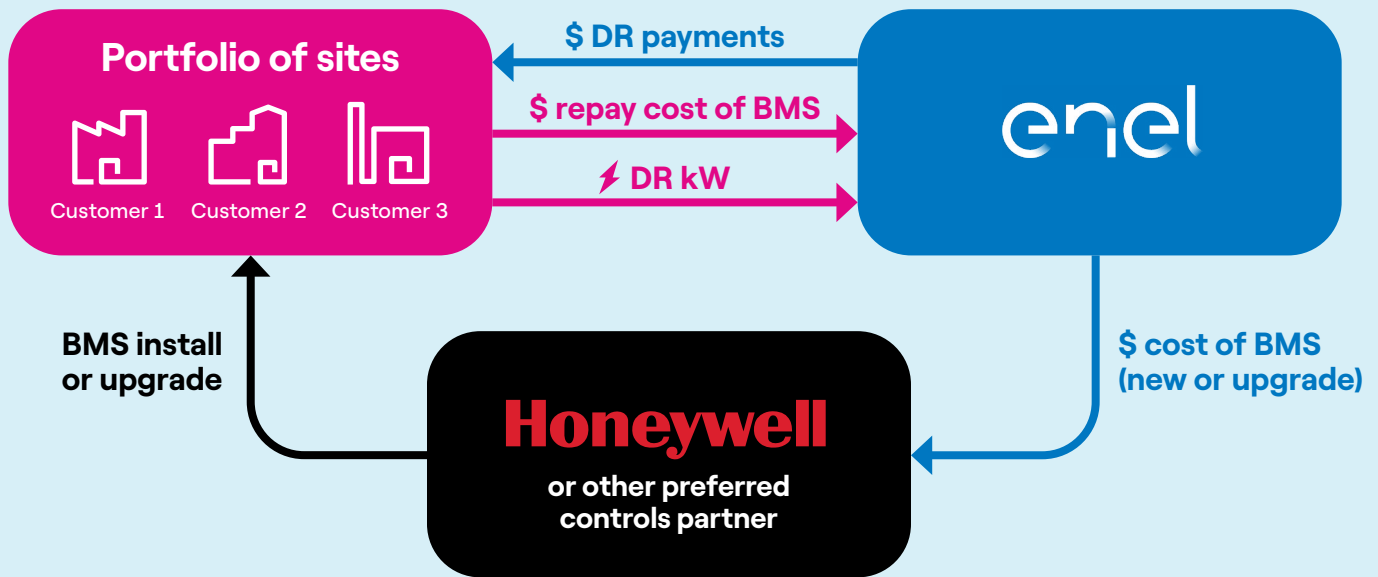 Portfolio of sites
Customer 1
Customer 2
Customer 3
$ DR payments
$ repay cost of BMS
DR kW
enel
BMS install
or upgrade
$ cost of BMS
(new or upgrade)
Honeywell
or other preferred
controls partner